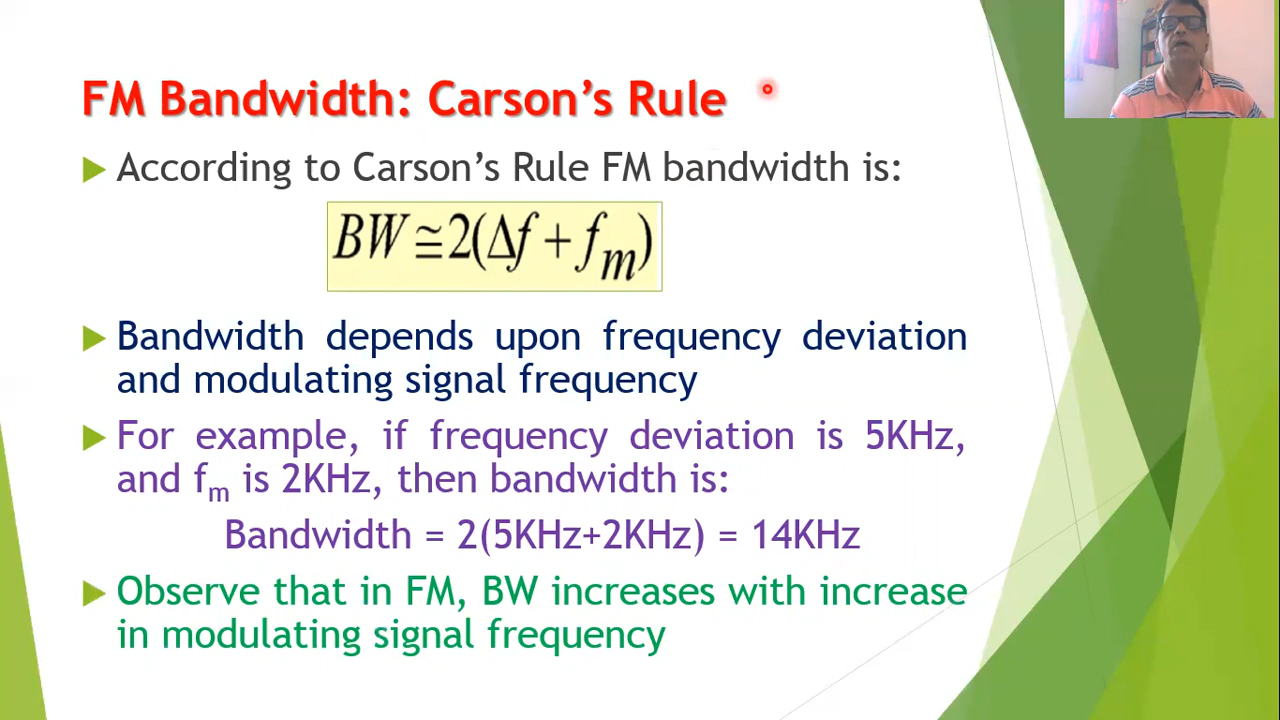 FM Bandwidth: Carson's Rule
According to Carson's Rule FM bandwidth is:
BW ≅ 2(Δf + fₘ)
Bandwidth depends upon frequency deviation
and modulating signal frequency
For example, if frequency deviation is 5KHz,
and fₘ is 2KHz, then bandwidth is:
Bandwidth = 2(5KHz+2KHz) = 14KHz
Observe that in FM, BW increases with increase
in modulating signal frequency